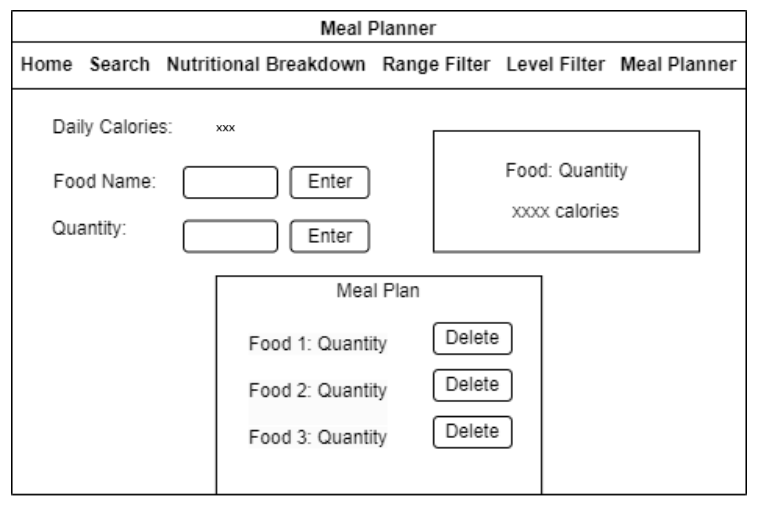 Meal Planner
Home Search Nutritional Breakdown Range Filter Level Filter Meal Planner
Daily Calories: xxx
Food Name: Enter
Quantity: Enter
Food: Quantity
xxxx calories
Meal Plan
Food 1: Quantity Delete
Food 2: Quantity Delete
Food 3: Quantity Delete